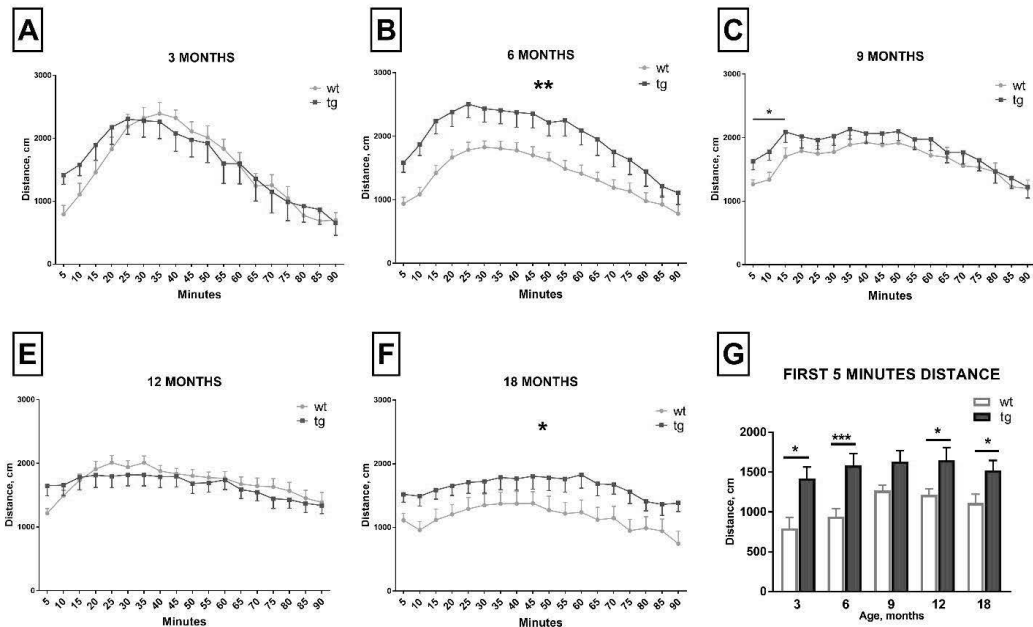 A
3 MONTHS
wt
tg
3000
2000
1000
0
Distance, cm
5 10 15 20 25 30 35 40 45 50 55 60 65 70 75 80 85 90
Minutes
B
6 MONTHS
**
wt
tg
3000
2000
1000
0
Distance, cm
5 10 15 20 25 30 35 40 45 50 55 60 65 70 75 80 85 90
Minutes
C
9 MONTHS
*
wt
tg
3000
2000
1000
0
Distance, cm
5 10 15 20 25 30 35 40 45 50 55 60 65 70 75 80 85 90
Minutes
E
12 MONTHS
wt
tg
3000
2000
1000
0
Distance, cm
5 10 15 20 25 30 35 40 45 50 55 60 65 70 75 80 85 90
Minutes
F
18 MONTHS
*
wt
tg
3000
2000
1000
0
Distance, cm
5 10 15 20 25 30 35 40 45 50 55 60 65 70 75 80 85 90
Minutes
G
FIRST 5 MINUTES DISTANCE
wt
tg
2000
1500
1000
500
0
Distance, cm
* *** * *
3 6 9 12 18
Age, months